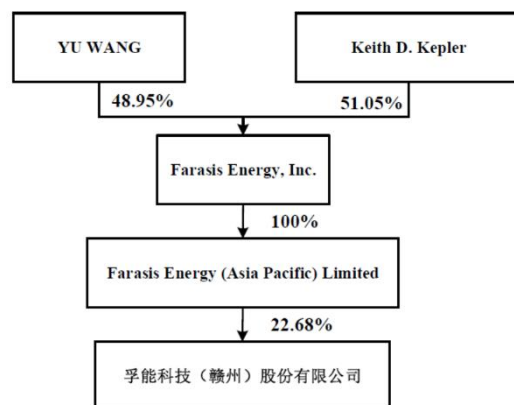 YU WANG
Keith D. Kepler
48.95%
51.05%
Farasis Energy, Inc.
100%
Farasis Energy (Asia Pacific) Limited
22.68%
孚能科技（赣州）股份有限公司